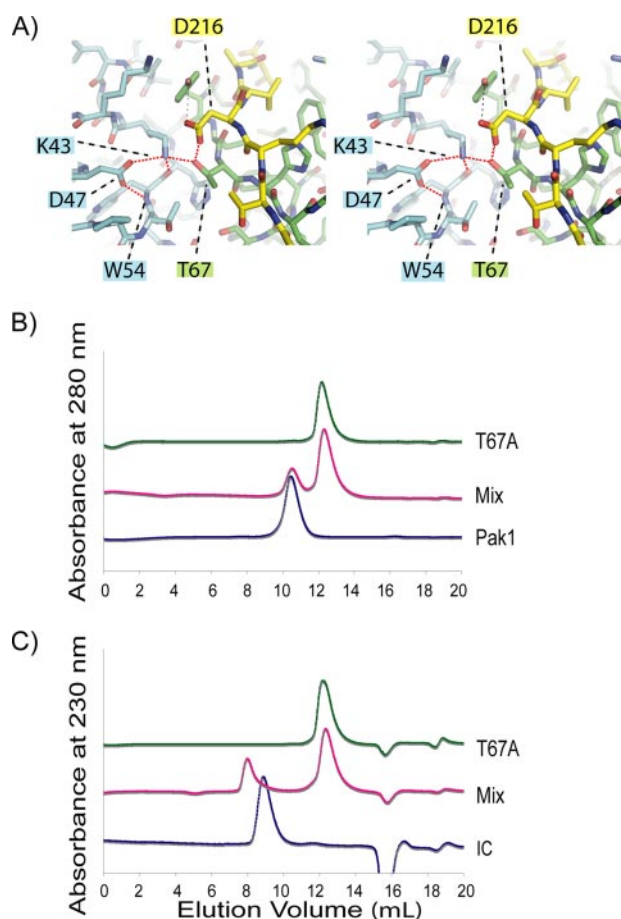 A)
D216 D216
K43 K43
D47 D47
W54 T67 W54 T67
B)
Absorbance at 280 nm
T67A
Mix
Pak1
0 2 4 6 8 10 12 14 16 18 20
C)
Absorbance at 230 nm
T67A
Mix
IC
0 2 4 6 8 10 12 14 16 18 20
Elution Volume (mL)